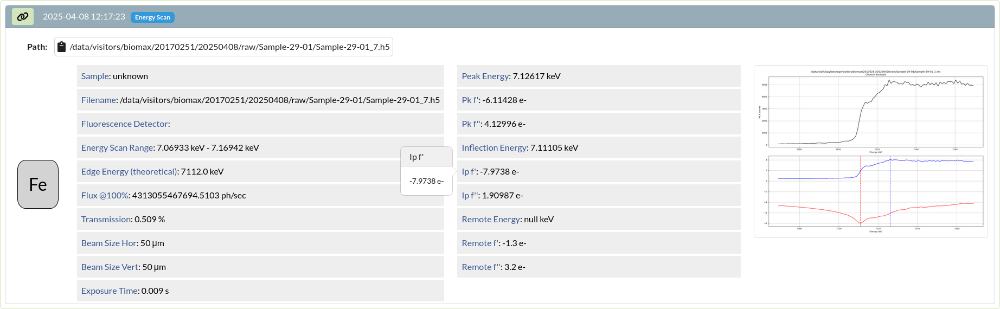 2025-04-08 12:17:23 Energy Scan
Path: /data/visitors/biomax/20170251/20250408/raw/Sample-29-01/Sample-29-01_7.h5
Fe
Sample: unknown
Filename: /data/visitors/biomax/20170251/20250408/raw/Sample-29-01/Sample-29-01_7.h5
Fluorescence Detector:
Energy Scan Range: 7.06933 keV - 7.16942 keV
Edge Energy (theoretical): 7112.0 keV
Flux @100%: 4313055467694.5103 ph/sec
Transmission: 0.509 %
Beam Size Hor: 50 μm
Beam Size Vert: 50 μm
Exposure Time: 0.009 s
Ip f'
-7.9738 e-
Peak Energy: 7.12617 keV
Pk f': -6.11428 e-
Pk f'': 4.12996 e-
Inflection Energy: 7.11105 keV
Ip f': -7.9738 e-
Ip f'': 1.90987 e-
Remote Energy: null keV
Remote f': -1.3 e-
Remote f'': 3.2 e-
/data/staff/ispybstorage/visitors/biomax/20170251/20250408/raw/Sample-29-01/Sample-29-01_1.efs
Chooch Analysis
MCA counts
5000
4000
3000
2000
1000
0
7080 7100 7120 7140 7160
Energy (eV)
4
2
0
−2
−4
−6
−8
7080 7100 7120 7140 7160
Energy (eV)